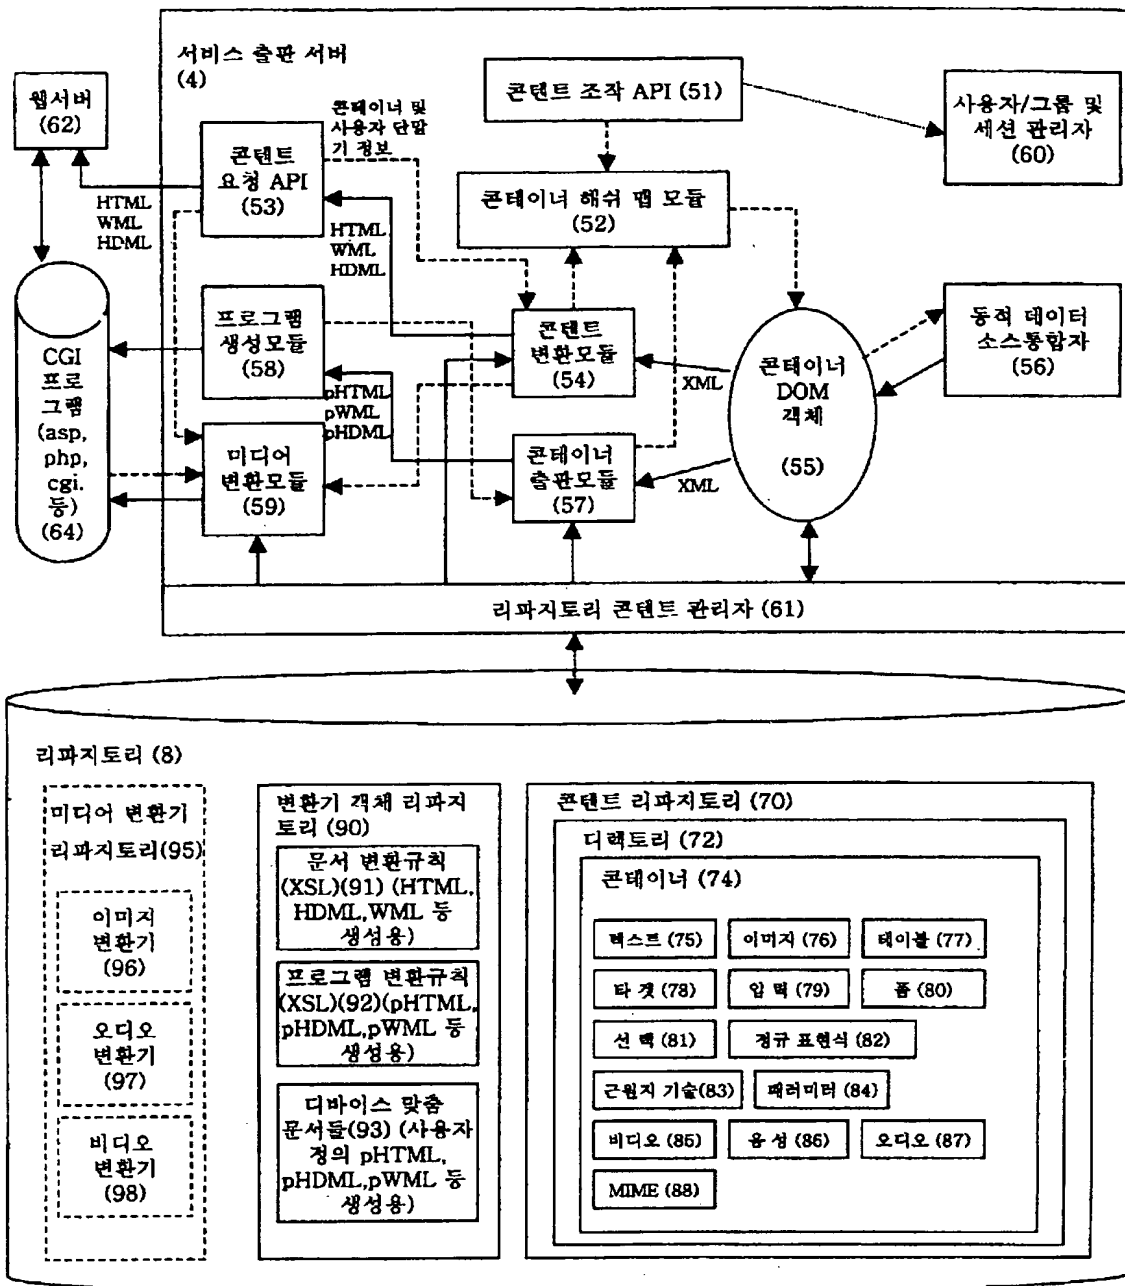 서비스 출판 서버
(4)
웹서버
(62)
콘텐트 조작 API (51)
사용자/그룹 및
세션 관리자
(60)
콘테이너 및
사용자 단말
기 정보
콘텐트
요청 API
(53)
콘테이너 해쉬 맵 모듈
(52)
HTML
WML
HDML
HTML
WML
HDML
CGI
프로
그램
(asp,
php,
cgi.
등)
(64)
프로그램
생성모듈
(58)
콘텐트
변환모듈
(54)
XML
콘테이너
DOM
객체
(55)
동적 데이터
소스통합자
(56)
pHTML
pWML
pHDML
미디어
변환모듈
(59)
콘테이너
출판모듈
(57)
XML
리파지토리 콘텐트 관리자 (61)
리파지토리 (8)
미디어 변환기
리파지토리(95)
이미지
변환기
(96)
오디오
변환기
(97)
비디오
변환기
(98)
변환기 객체 리파지
토리 (90)
문서 변환규칙
(XSL)(91) (HTML,
HDML,WML 등
생성용)
프로그램 변환규칙
(XSL)(92)(pHTML,
pHDML,pWML 등
생성용)
디바이스 맞춤
문서들(93) (사용자
정의 pHTML,
pHDML,pWML 등
생성용)
콘텐트 리파지토리 (70)
디렉토리 (72)
콘테이너 (74)
텍스트 (75)
이미지 (76)
테이블 (77)
타 겟 (78)
입 력 (79)
폼 (80)
선 택 (81)
정규 표현식 (82)
근원지 기술(83)
패러미터 (84)
비디오 (85)
음 성 (86)
오디오 (87)
MIME (88)